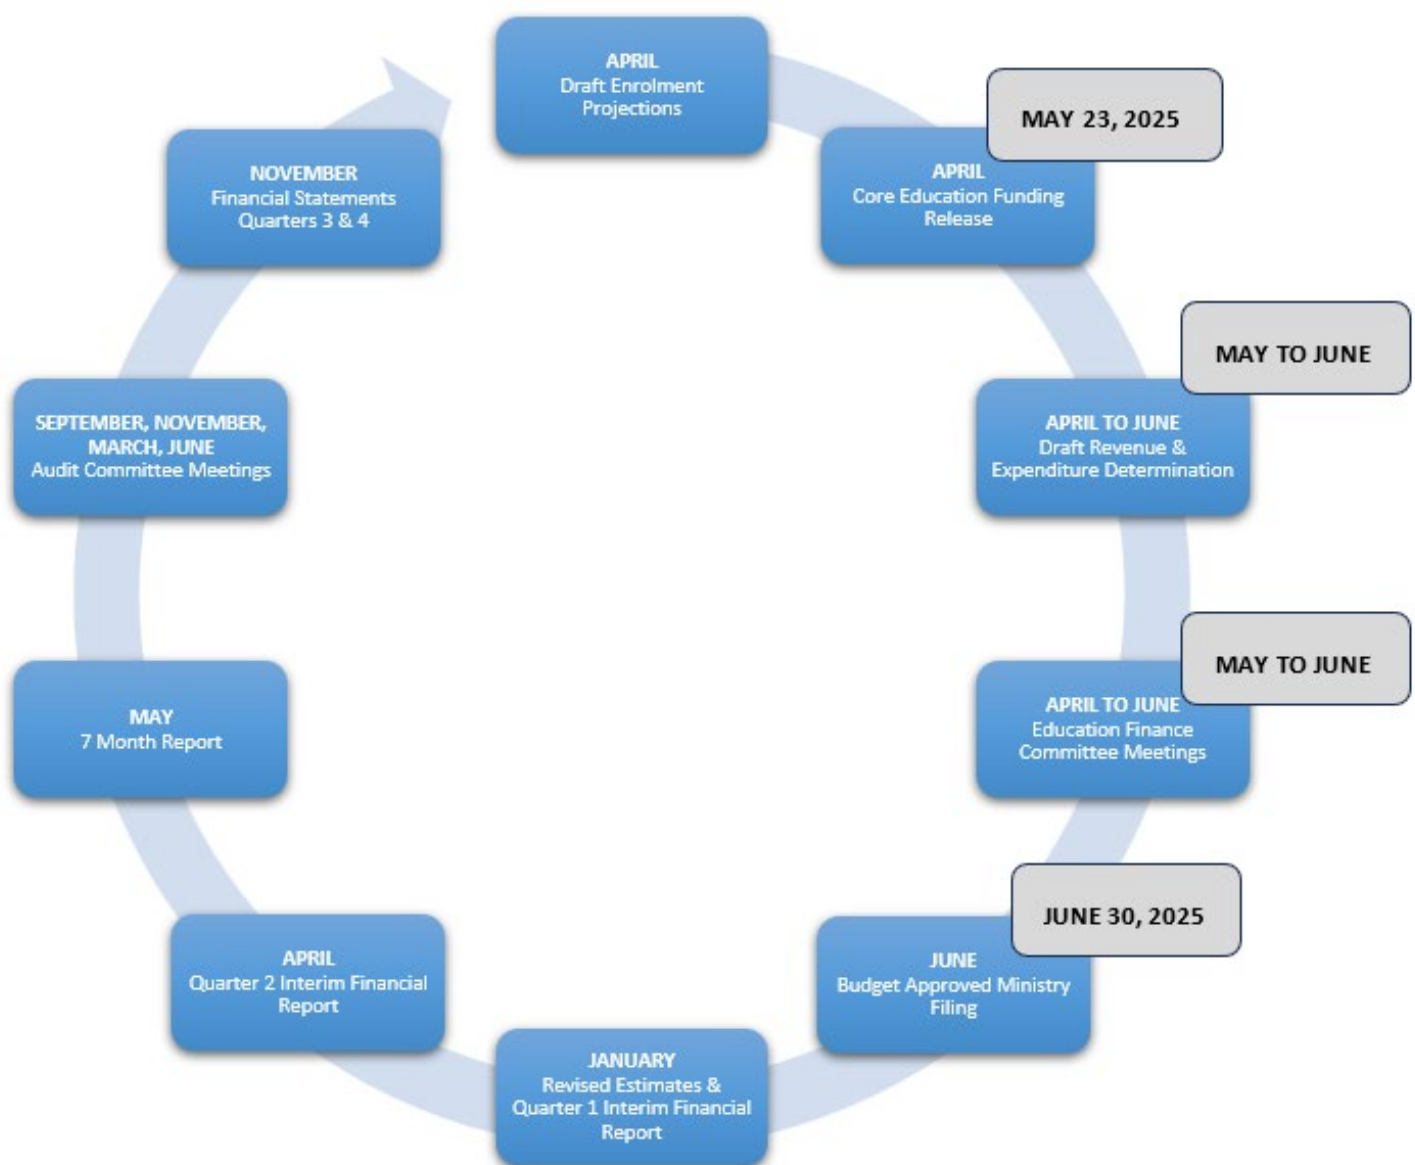 APRIL
Draft Enrolment
Projections
MAY 23, 2025
APRIL
Core Education Funding
Release
MAY TO JUNE
APRIL TO JUNE
Draft Revenue &
Expenditure Determination
MAY TO JUNE
APRIL TO JUNE
Education Finance
Committee Meetings
JUNE 30, 2025
JUNE
Budget Approved Ministry
Filing
JANUARY
Revised Estimates &
Quarter 1 Interim Financial
Report
APRIL
Quarter 2 Interim Financial
Report
MAY
7 Month Report
SEPTEMBER, NOVEMBER,
MARCH, JUNE
Audit Committee Meetings
NOVEMBER
Financial Statements
Quarters 3 & 4